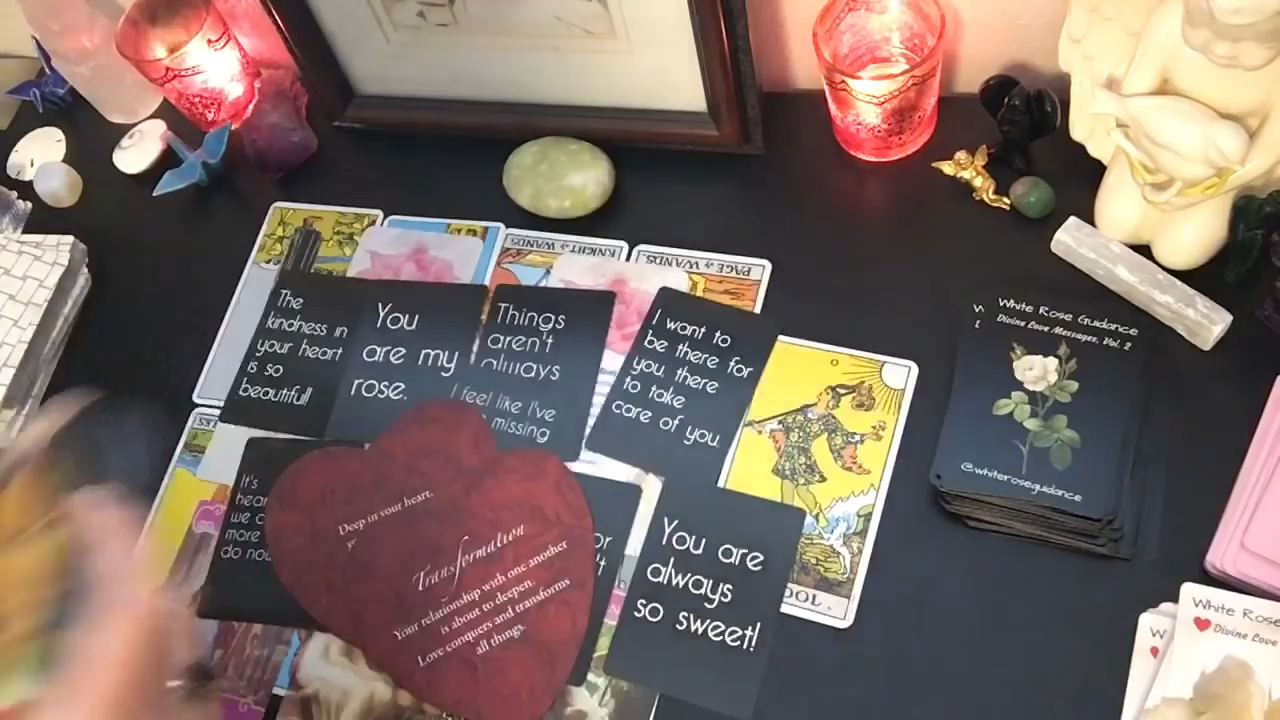 KNIGHT of WANDS.
PAGE of WANDS.
The
kindness in
your heart
is so
beautiful!
You
are my
rose.
Things
aren't
always
I feel like I've
missing
I want to
be there for
you, there
to take
care of you.
White Rose Guidance
Divine Love Messages, Vol. 2
@whiteroseguidance
It's
we
more
do
Deep in your heart,
Transformation
Your relationship with one another
is about to deepen.
Love conquers and transforms
all things.
You are
always
so sweet!
White Rose
Divine Love